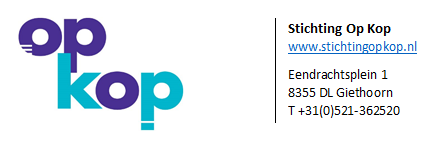 op
kop
Stichting Op Kop
www.stichtingopkop.nl
Eendrachtsplein 1
8355 DL Giethoorn
T +31(0)521-362520